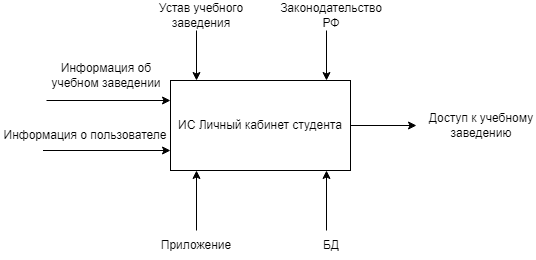 Устав учебного
заведения
Законодательство
РФ
Информация об
учебном заведении
ИС Личный кабинет студента
Информация о пользователе
Доступ к учебному
заведению
Приложение
БД